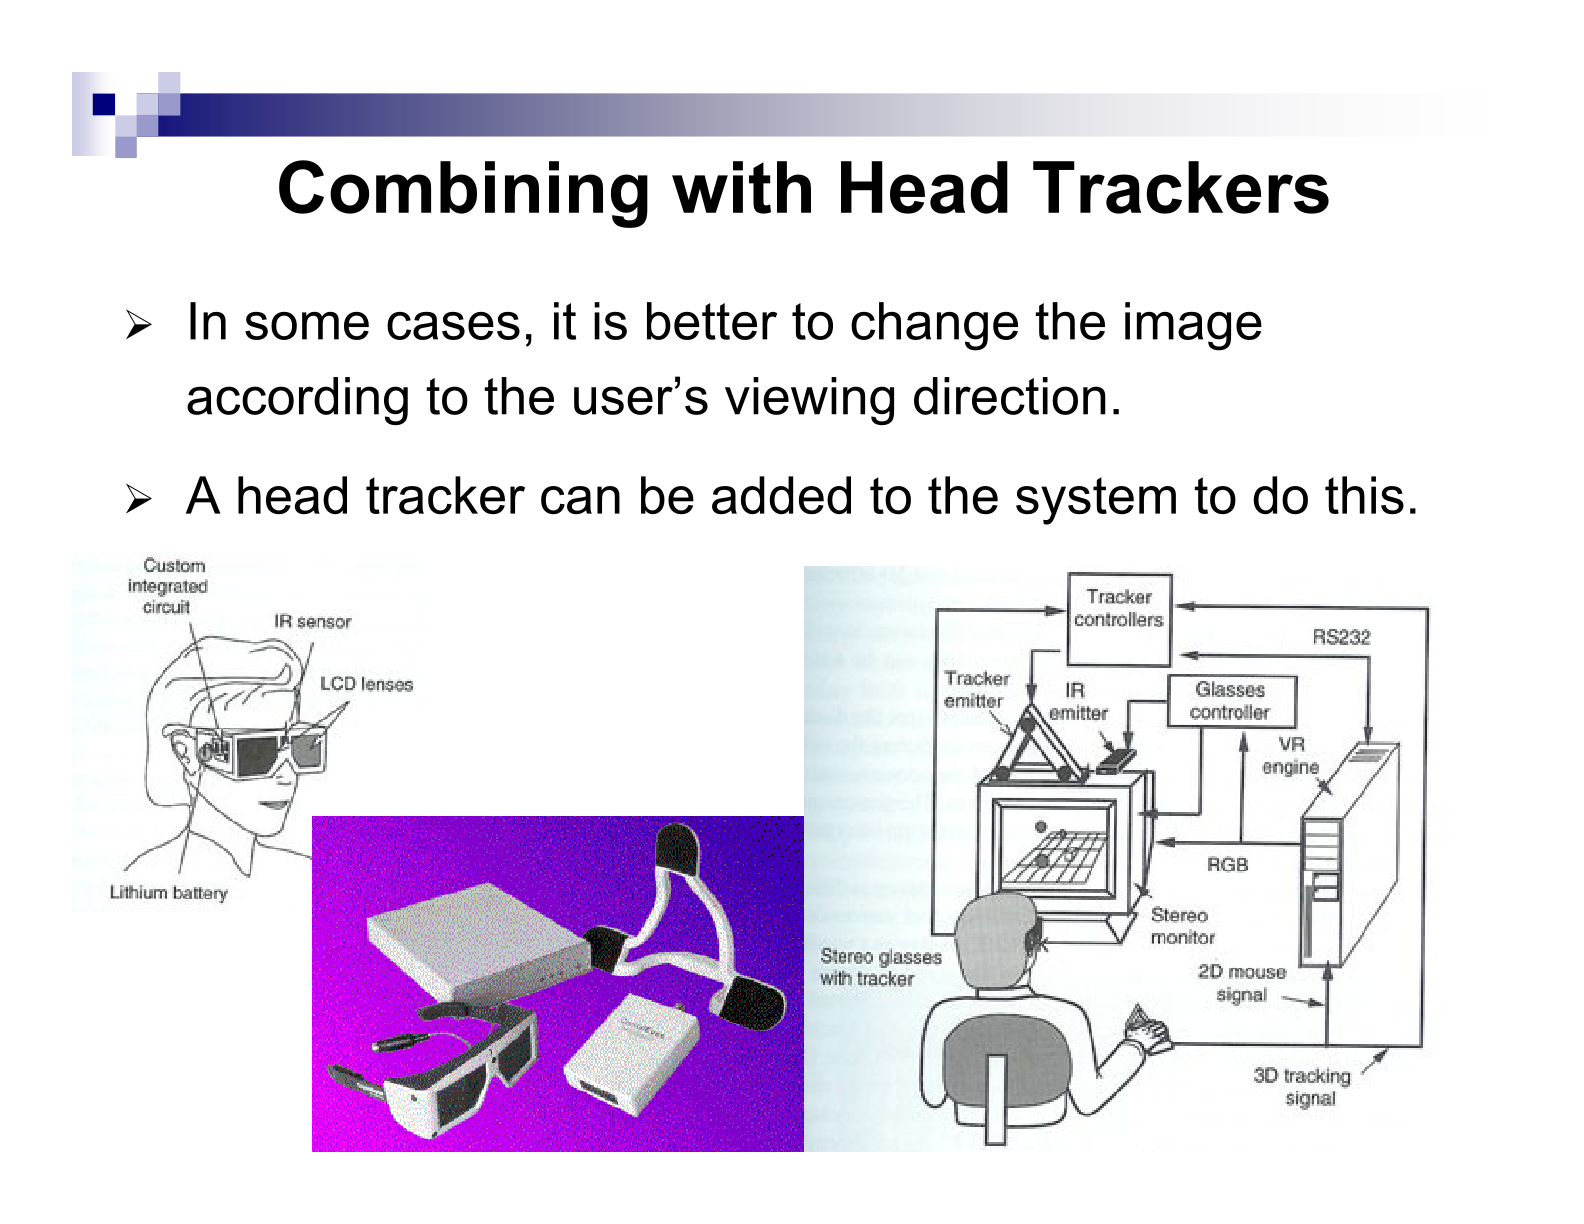 Combining with Head Trackers
In some cases, it is better to change the image
according to the user’s viewing direction.
A head tracker can be added to the system to do this.
Custom
integrated
circuit
IR sensor
LCD lenses
Lithium battery
Tracker
controllers
RS232
Tracker
emitter
IR
emitter
Glasses
controller
VR
engine
RGB
Stereo
monitor
Stereo glasses
with tracker
2D mouse
signal
3D tracking
signal